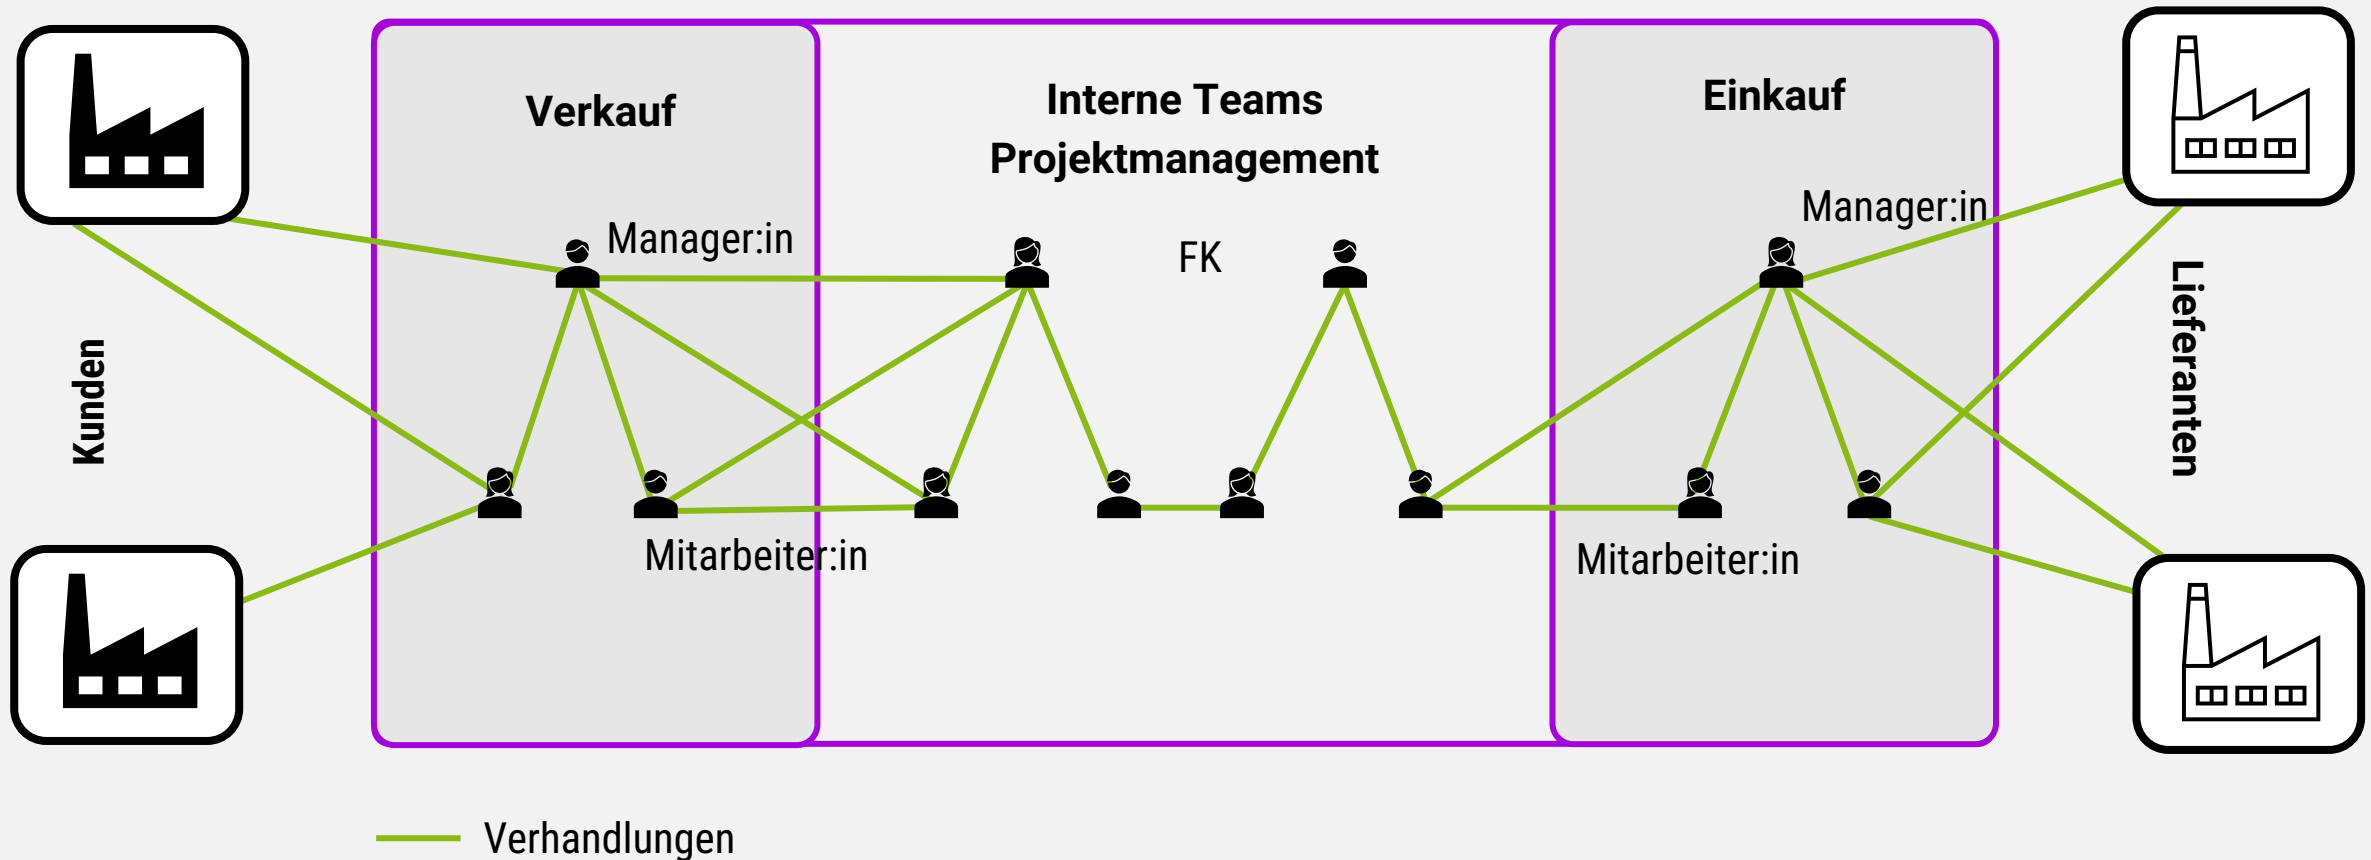 Verkauf
Interne Teams
Projektmanagement
Einkauf
Manager:in
FK
Manager:in
Kunden
Lieferanten
Mitarbeiter:in
Mitarbeiter:in
Verhandlungen